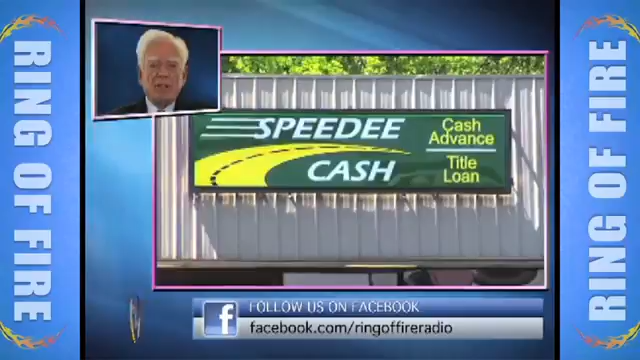 RING OF FIRE
SPEEDEE
CASH
Cash
Advance
Title
Loan
FOLLOW US ON FACEBOOK
f
facebook.com/ringoffireradio
RING OF FIRE